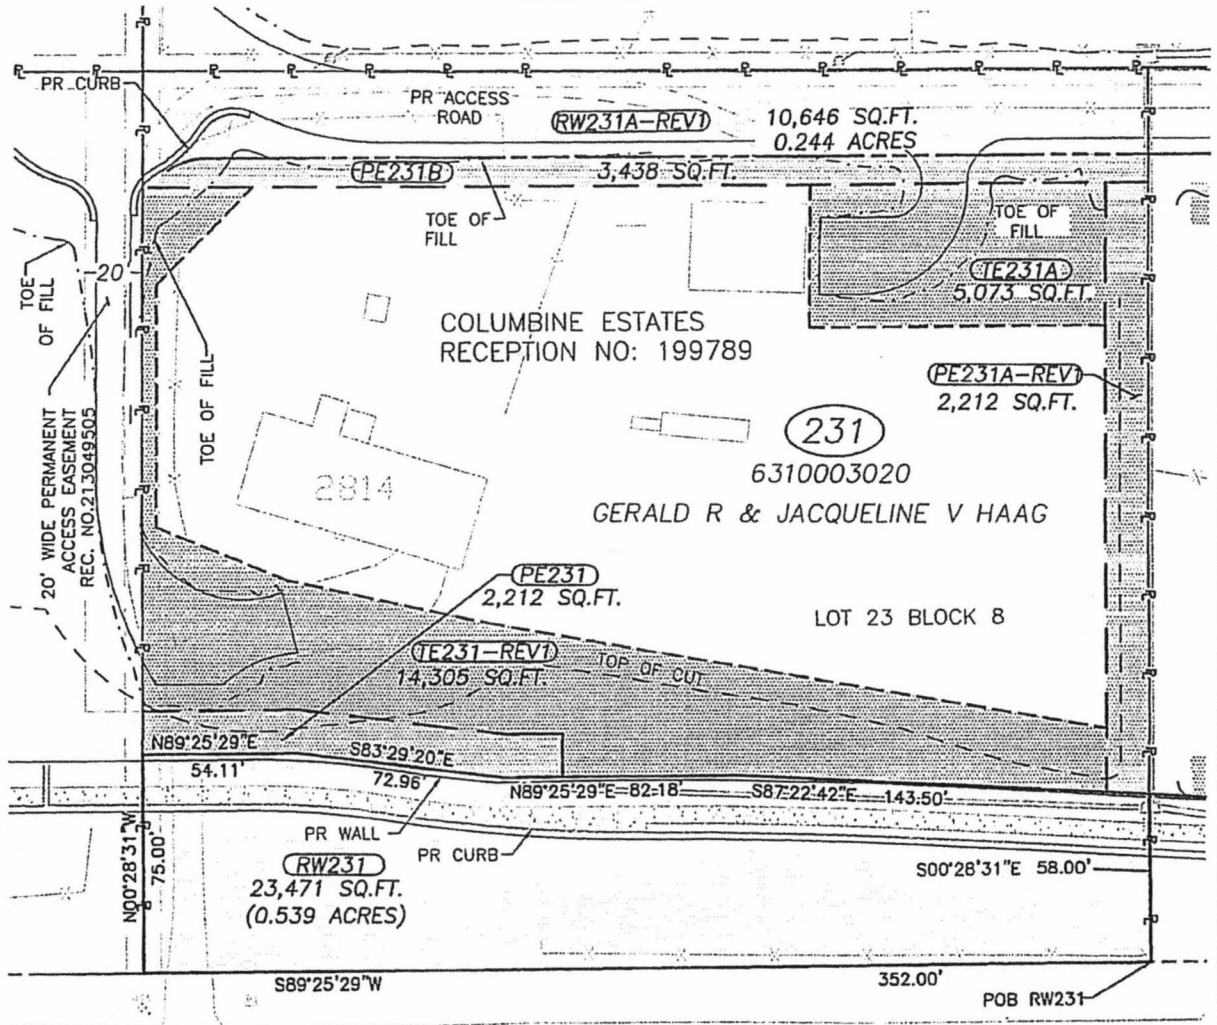 PR CURB
PR ACCESS
ROAD
RW231A-REV1
10,646 SQ.FT.
0.244 ACRES
PE231B
3,438 SQ.FT.
TOE OF
FILL
TOE OF
FILL
TE231A
5,073 SQ.FT.
TOE
OF FILL
20'
TOE OF FILL
COLUMBINE ESTATES
RECEPTION NO: 199789
PE231A-REV1
2,212 SQ.FT.
231
6310003020
GERALD R & JACQUELINE V HAAG
2814
20' WIDE PERMANENT
ACCESS EASEMENT
REC. NO.213049505
PE231
2,212 SQ.FT.
LOT 23 BLOCK 8
TE231-REV1
14,305 SQ.FT.
TOP OF CUT
N89°25'29"E
54.11'
S83°29'20"E
72.96'
N89°25'29"E 82.18'
S87°22'42"E 143.50'
PR WALL
PR CURB
N00°28'31"W
75.00'
RW231
23,471 SQ.FT.
(0.539 ACRES)
S00°28'31"E 58.00'
S89°25'29"W
352.00'
POB RW231